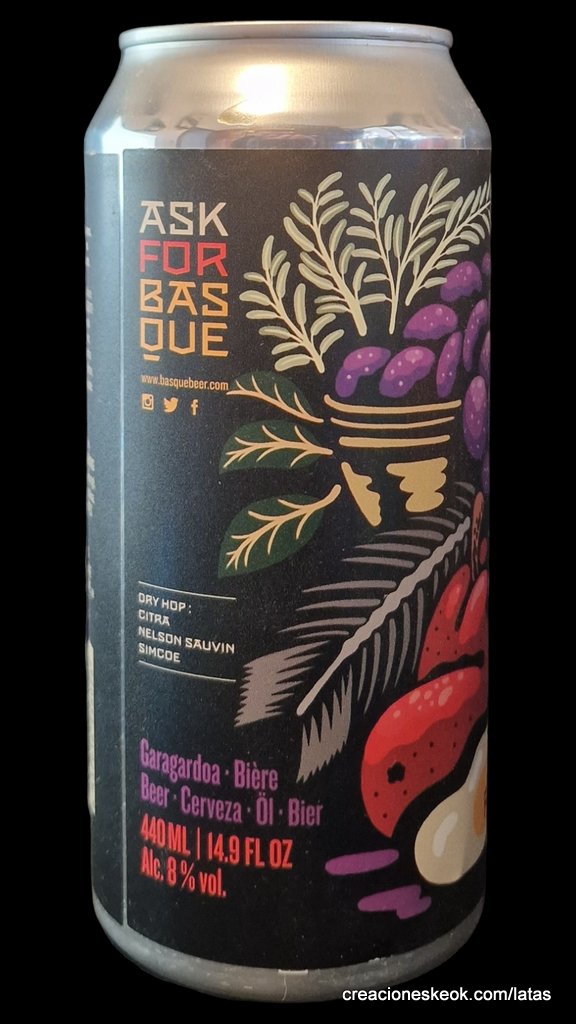 ASK
FOR
BAS
QUE
www.basquebeer.com
DRY HOP :
CITRA
NELSON SAUVIN
SIMCOE
Garagardoa · Bière
Beer · Cerveza · Öl · Bier
440 ML | 14.9 FL OZ
Alc. 8 % vol.
creacioneskeok.com/latas